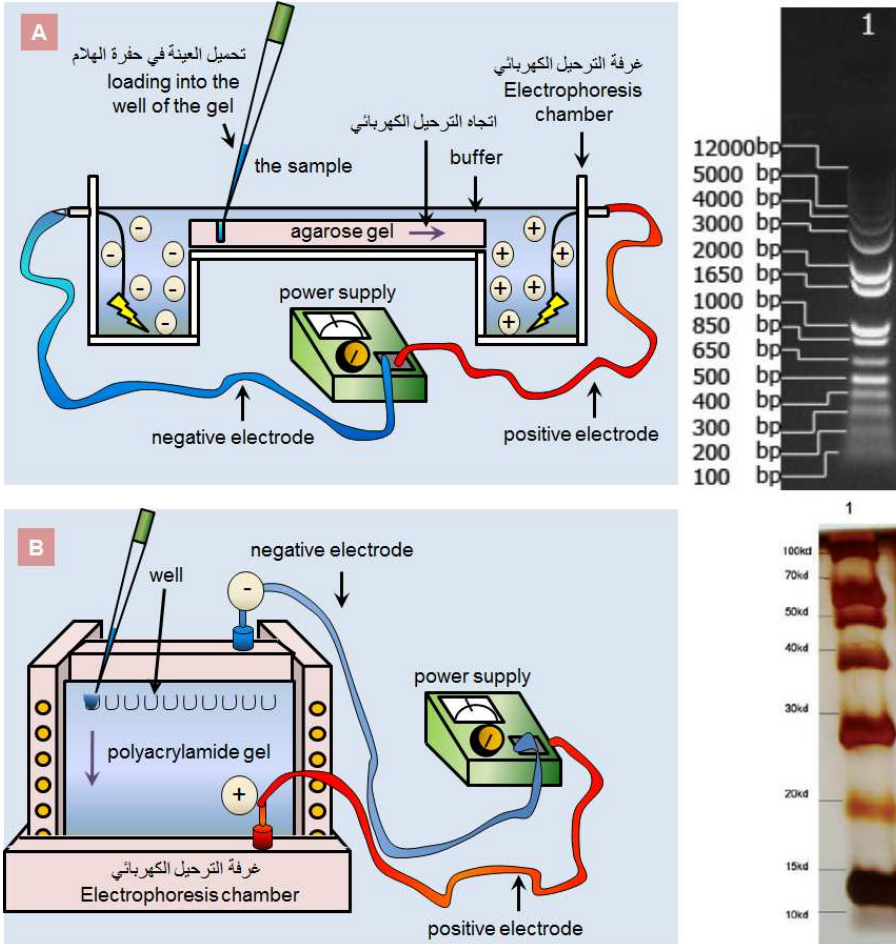 A
تحميل العينة في حفرة الهلام
loading into the
well of the gel
the sample
اتجاه الترحيل الكهربائي
buffer
غرفة الترحيل الكهربائي
Electrophoresis
chamber
agarose gel
- - - - - -
+ + + + + +
power supply
negative electrode
positive electrode
1
12000bp
5000 bp
4000 bp
3000 bp
2000 bp
1650 bp
1000 bp
850 bp
650 bp
500 bp
400 bp
300 bp
200 bp
100 bp
B
well
negative electrode
-
power supply
polyacrylamide gel
+
غرفة الترحيل الكهربائي
Electrophoresis chamber
positive electrode
1
100kd
70kd
50kd
40kd
30kd
20kd
15kd
10kd